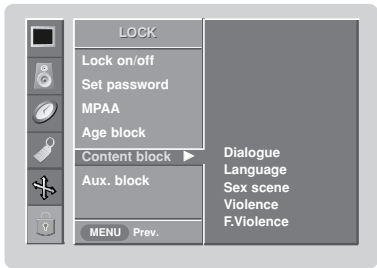 LOCK
Lock on/off
Set password
MPAA
Age block
Content block ▶
Aux. block
MENU Prev.
Dialogue
Language
Sex scene
Violence
F.Violence